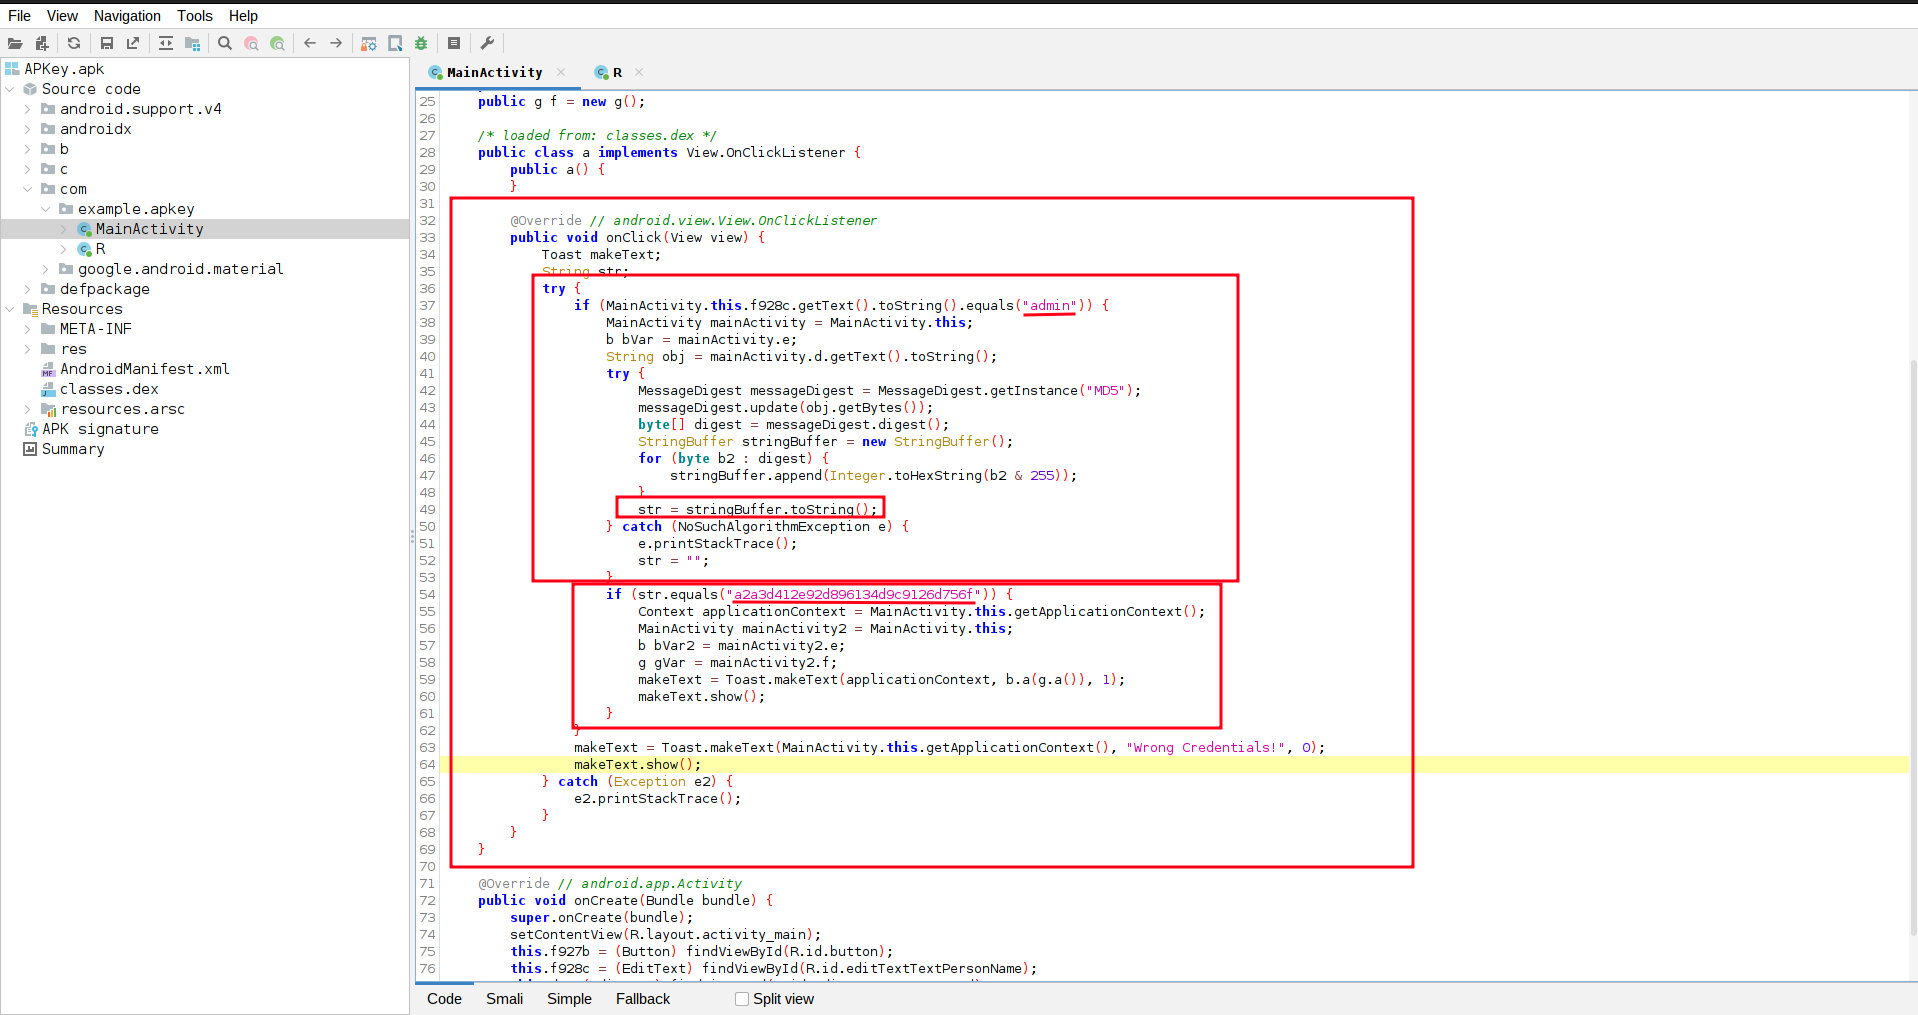 File View Navigation Tools Help
APKey.apk
Source code
android.support.v4
androidx
b
c
com
example.apkey
MainActivity
R
google.android.material
defpackage
Resources
META-INF
res
AndroidManifest.xml
classes.dex
resources.arsc
APK signature
Summary
MainActivity × R ×
25 public g f = new g();
26
27 /* loaded from: classes.dex */
28 public class a implements View.OnClickListener {
29 public a() {
30 }
31
32 @Override // android.view.View.OnClickListener
33 public void onClick(View view) {
34 Toast makeText;
35 String str;
36 try {
37 if (MainActivity.this.f928c.getText().toString().equals("admin")) {
38 MainActivity mainActivity = MainActivity.this;
39 b bVar = mainActivity.e;
40 String obj = mainActivity.d.getText().toString();
41 try {
42 MessageDigest messageDigest = MessageDigest.getInstance("MD5");
43 messageDigest.update(obj.getBytes());
44 byte[] digest = messageDigest.digest();
45 StringBuffer stringBuffer = new StringBuffer();
46 for (byte b2 : digest) {
47 stringBuffer.append(Integer.toHexString(b2 & 255));
48 }
49 str = stringBuffer.toString();
50 } catch (NoSuchAlgorithmException e) {
51 e.printStackTrace();
52 str = "";
53 }
54 if (str.equals("a2a3d412e92d896134d9c9126d756f")) {
55 Context applicationContext = MainActivity.this.getApplicationContext();
56 MainActivity mainActivity2 = MainActivity.this;
57 b bVar2 = mainActivity2.e;
58 g gVar = mainActivity2.f;
59 makeText = Toast.makeText(applicationContext, b.a(g.a()), 1);
60 makeText.show();
61 }
62 }
63 makeText = Toast.makeText(MainActivity.this.getApplicationContext(), "Wrong Credentials!", 0);
64 makeText.show();
65 } catch (Exception e2) {
66 e2.printStackTrace();
67 }
68 }
69 }
70
71 @Override // android.app.Activity
72 public void onCreate(Bundle bundle) {
73 super.onCreate(bundle);
74 setContentView(R.layout.activity_main);
75 this.f927b = (Button) findViewById(R.id.button);
76 this.f928c = (EditText) findViewById(R.id.editTextTextPersonName);
Code Smali Simple Fallback Split view